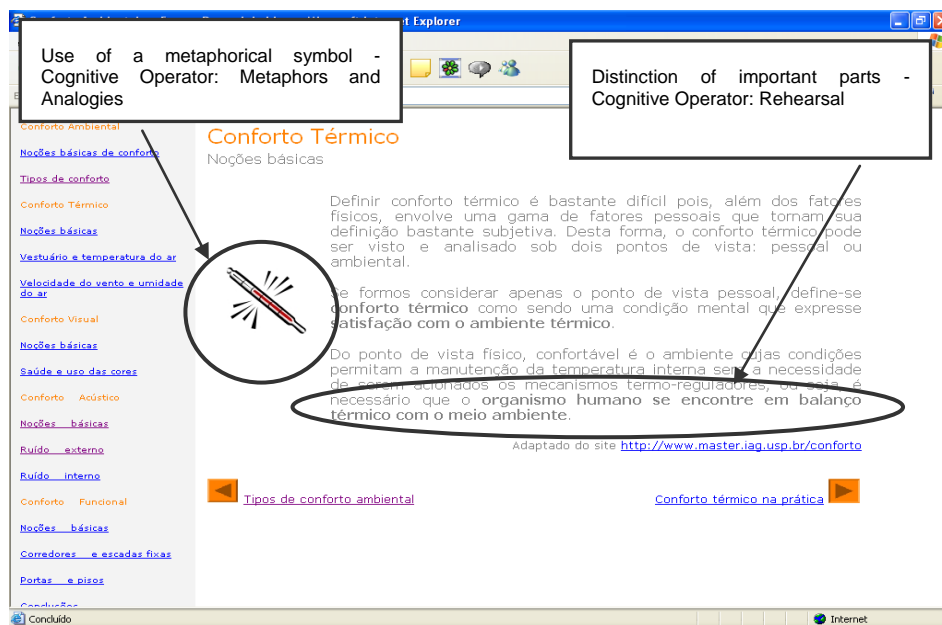 t Explorer
Use of a metaphorical symbol -
Cognitive Operator: Metaphors and
Analogies
Distinction of important parts -
Cognitive Operator: Rehearsal
Conforto Ambiental
Noções básicas de conforto
Tipos de conforto
Conforto Térmico
Noções básicas
Vestuário e temperatura do ar
Velocidade do vento e umidade
do ar
Conforto Visual
Noções básicas
Saúde e uso das cores
Conforto Acústico
Noções básicas
Ruído externo
Ruído interno
Conforto Funcional
Noções básicas
Corredores e escadas fixas
Portas e pisos
Conclusões
Conforto Térmico
Noções básicas
Definir conforto térmico é bastante difícil pois, além dos fatores
físicos, envolve uma gama de fatores pessoais que tornam sua
definição bastante subjetiva. Desta forma, o conforto térmico pode
ser visto e analisado sob dois pontos de vista: pessoal ou
ambiental.
Se formos considerar apenas o ponto de vista pessoal, define-se
conforto térmico como sendo uma condição mental que expresse
satisfação com o ambiente térmico.
Do ponto de vista físico, confortável é o ambiente cujas condições
permitam a manutenção da temperatura interna sem a necessidade
de serem acionados os mecanismos termo-reguladores, ou seja, é
necessário que o organismo humano se encontre em balanço
térmico com o meio ambiente.
Adaptado do site http://www.master.iag.usp.br/conforto
Tipos de conforto ambiental
Conforto térmico na prática
Concluído
Internet